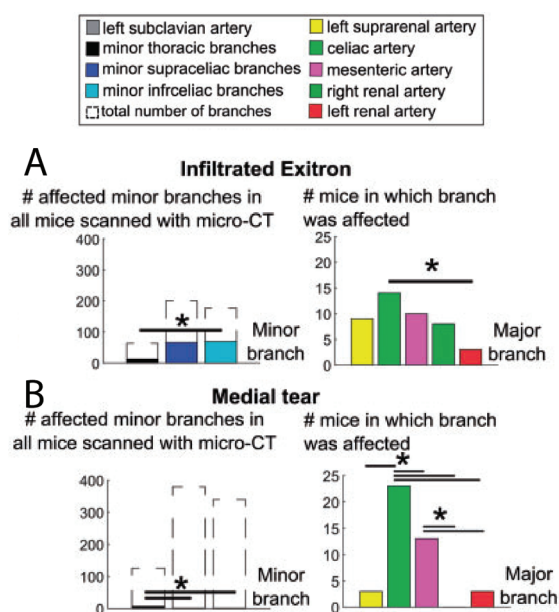 left subclavian artery
minor thoracic branches
minor supraceliac branches
minor infrceliac branches
total number of branches
left suprarenal artery
celiac artery
mesenteric artery
right renal artery
left renal artery
A
Infiltrated Exitron
# affected minor branches in
all mice scanned with micro-CT
400
300
200
100
0
*
Minor
branch
# mice in which branch
was affected
25
20
15
10
5
0
*
Major
branch
B
Medial tear
# affected minor branches in
all mice scanned with micro-CT
400
300
200
100
0
*
Minor
branch
# mice in which branch
was affected
25
20
15
10
5
0
*
*
Major
branch